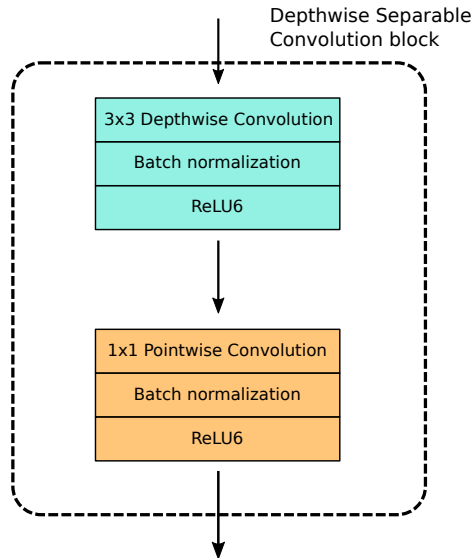 Depthwise Separable
Convolution block
3x3 Depthwise Convolution
Batch normalization
ReLU6
1x1 Pointwise Convolution
Batch normalization
ReLU6